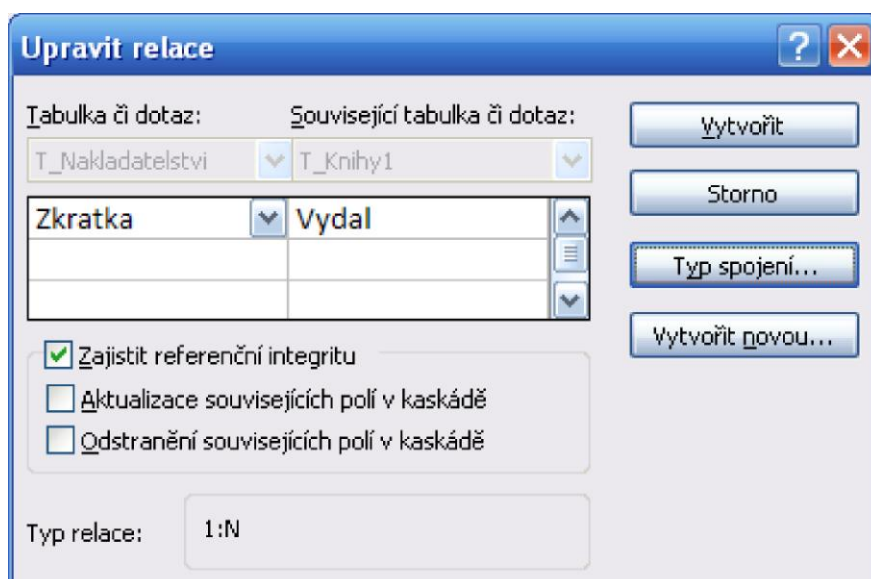 Upravit relace
Tabulka či dotaz:
Související tabulka či dotaz:
T_Nakladatelstvi
T_Knihy1
Zkratka
Vydal
Zajistit referenční integritu
Aktualizace souvisejících polí v kaskádě
Odstranění souvisejících polí v kaskádě
Typ relace:
1:N
Vytvořit
Storno
Typ spojení...
Vytvořit novou...